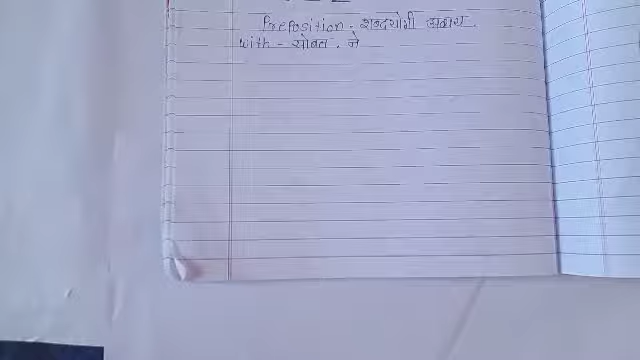 Preposition - शब्दयोगी अव्यय.
with - सोबत. ने